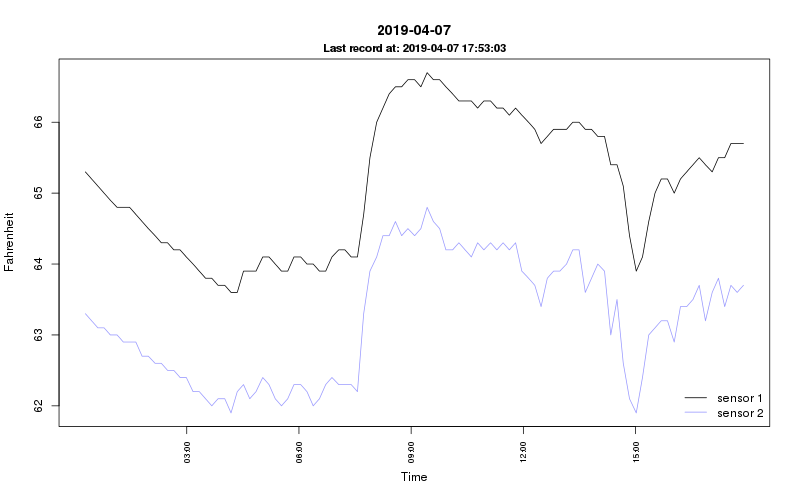 2019-04-07
Last record at: 2019-04-07 17:53:03
Fahrenheit
66
65
64
63
62
sensor 1
sensor 2
03:00
06:00
09:00
12:00
15:00
Time